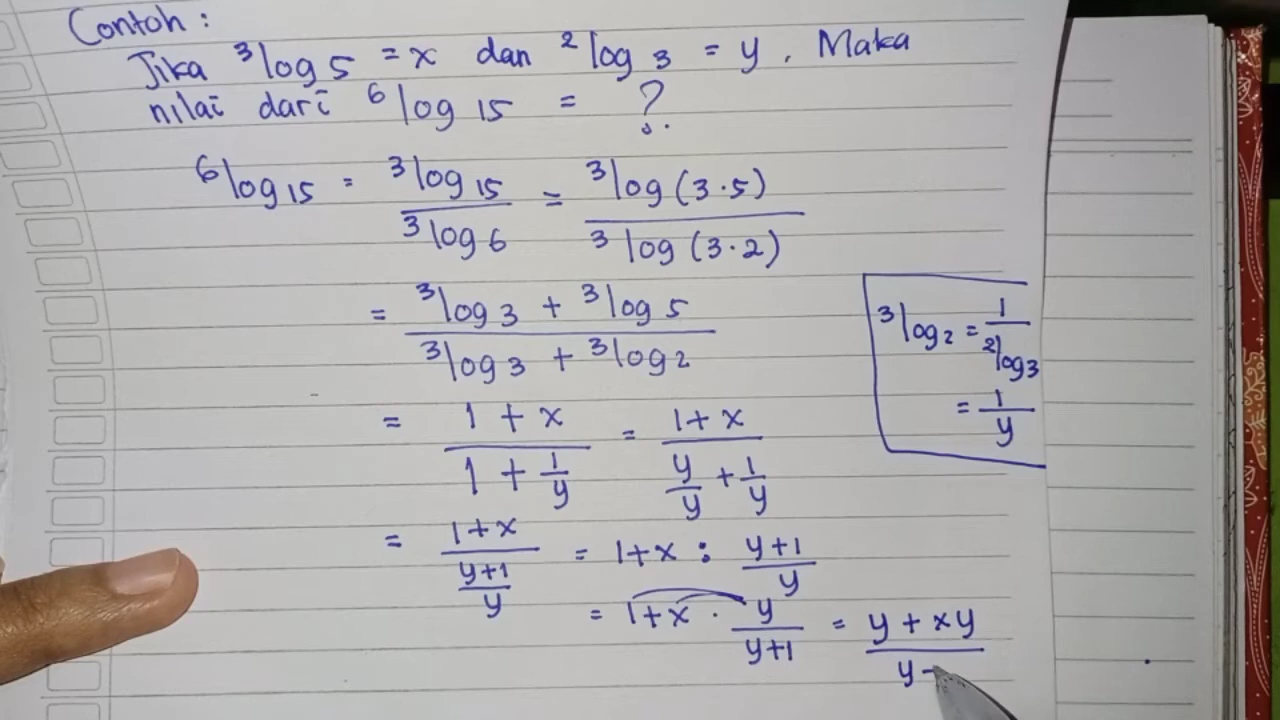 Contoh :
Jika ³log 5 = x dan ²log 3 = y . Maka
nilai dari ⁶log 15 = ?
⁶log 15 = ³log 15 / ³log 6 = ³log (3·5) / ³log (3·2)
= ³log 3 + ³log 5 / ³log 3 + ³log 2
= 1 + x / 1 + 1/y = 1 + x / y/y + 1/y
= 1 + x / y+1/y = 1 + x : y+1/y
= 1 + x · y/y+1 = y + xy / y -
³log 2 = 1/²log 3
= 1/y